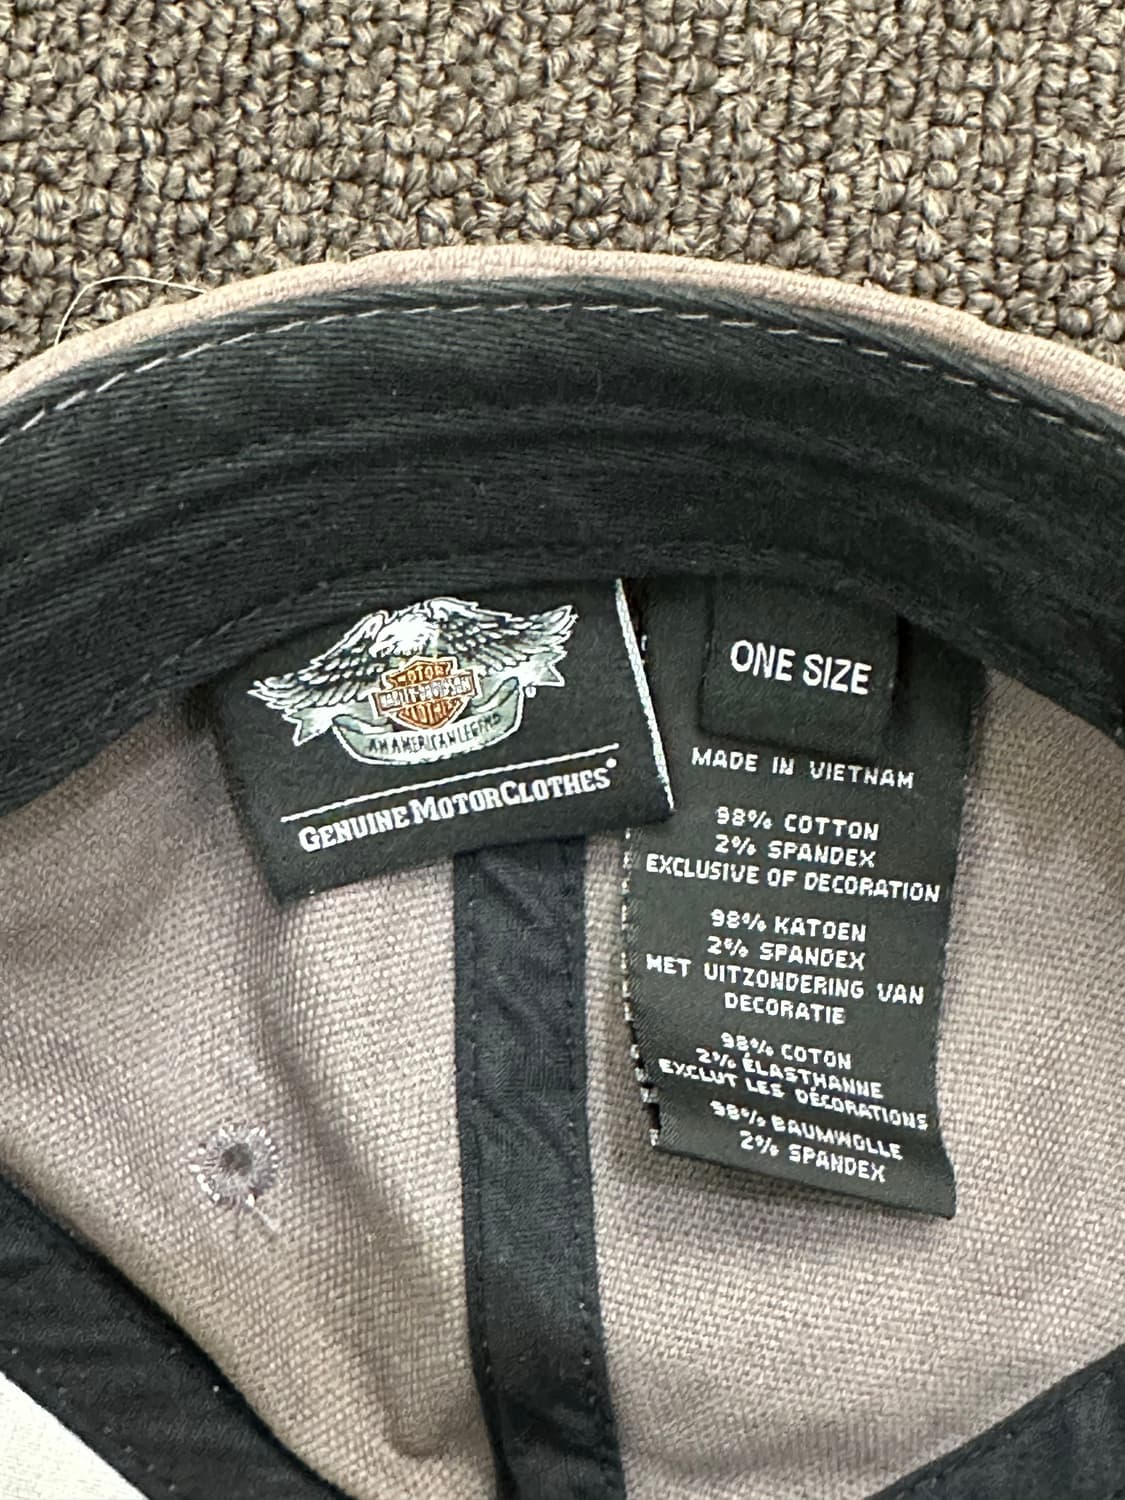 MOTOR
HARLEY-DAVIDSON
CLOTHES
®
AN AMERICAN LEGEND
GENUINE MOTORCLOTHES®
ONE SIZE
MADE IN VIETNAM
98% COTTON
2% SPANDEX
EXCLUSIVE OF DECORATION
98% KATOEN
2% SPANDEX
MET UITZONDERING VAN
DECORATIE
98% COTON
2% ÉLASTHANNE
EXCLUT LES DÉCORATIONS
98% BAUMWOLLE
2% SPANDEX